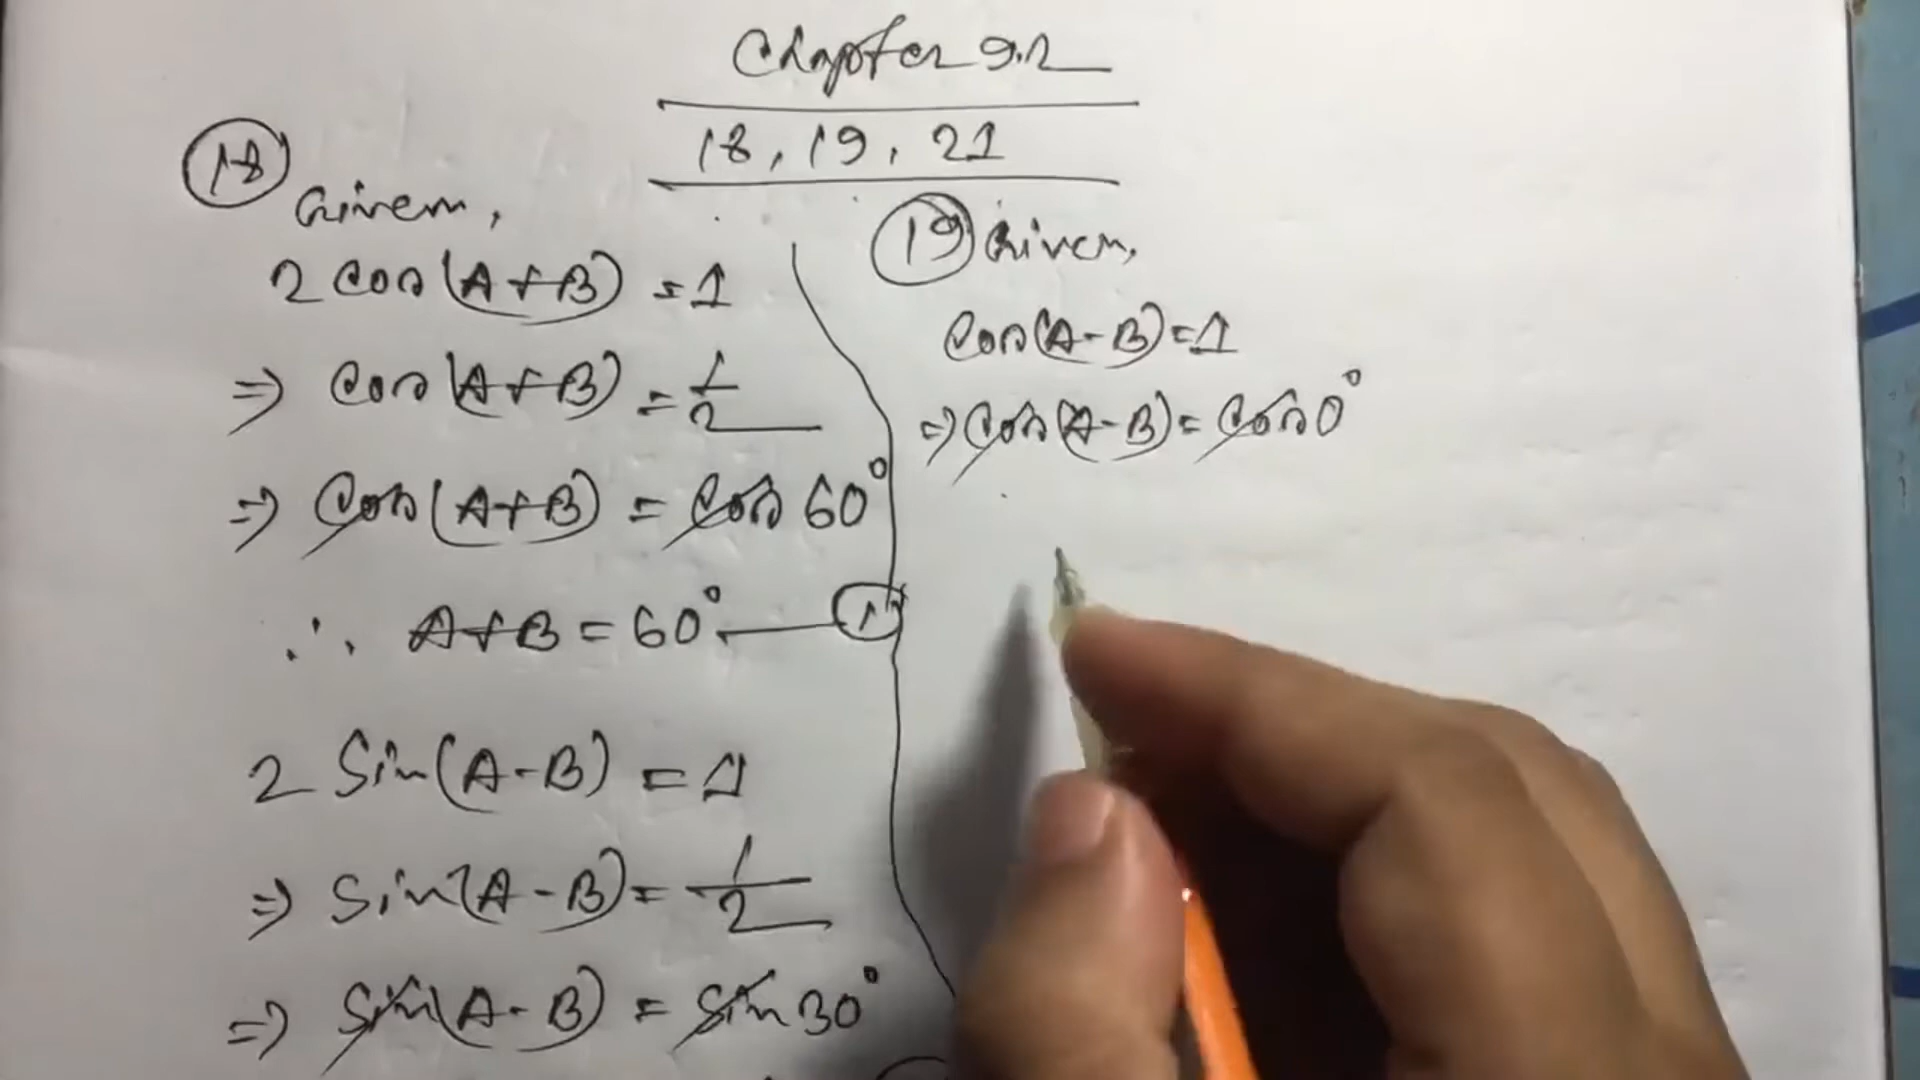 Chapter 9.2
18, 19, 21
18 Given,
2 cos(A+B) = 1
⇒ cos(A+B) = 1/2
⇒ cos(A+B) = cos 60°
∴ A+B = 60° — 1
2 Sin(A-B) = 1
⇒ Sin(A-B) = 1/2
⇒ Sin(A-B) = Sin 30°
19 Given,
cos(A-B)=1
⇒ cos(A-B) = cos 0°